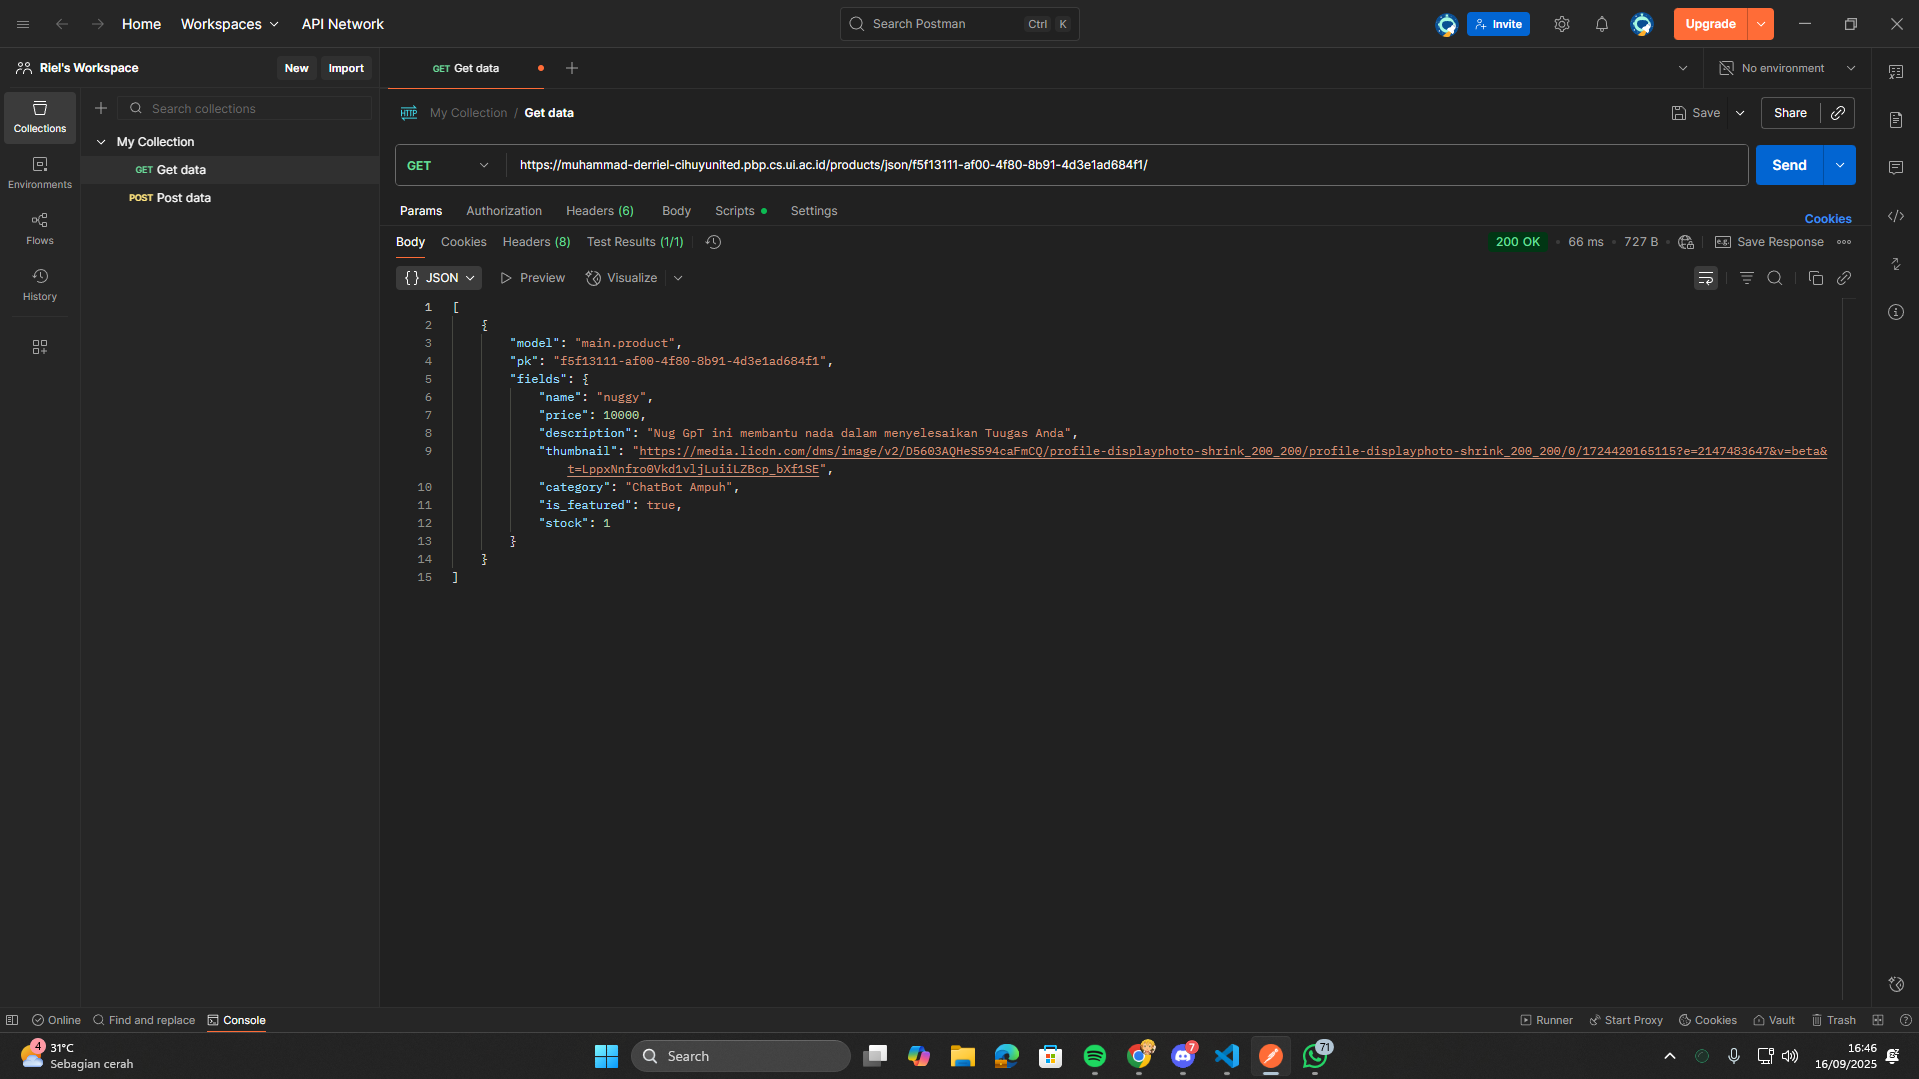 Home
Workspaces
API Network
Search Postman
Ctrl
K
Invite
Upgrade
Riel's Workspace
New
Import
GET Get data
No environment
Collections
Search collections
My Collection / Get data
Save
Share
My Collection
GET Get data
POST Post data
Environments
Flows
History
GET
https://muhammad-derriel-cihuyunited.pbp.cs.ui.ac.id/products/json/f5f13111-af00-4f80-8b91-4d3e1ad684f1/
Send
Params
Authorization
Headers (6)
Body
Scripts
Settings
Cookies
Body
Cookies
Headers (8)
Test Results (1/1)
200 OK
66 ms
727 B
e.g.
Save Response
{} JSON
Preview
Visualize
1 [
2 {
3 "model": "main.product",
4 "pk": "f5f13111-af00-4f80-8b91-4d3e1ad684f1",
5 "fields": {
6 "name": "nuggy",
7 "price": 10000,
8 "description": "Nug GpT ini membantu nada dalam menyelesaikan Tuugas Anda",
9 "thumbnail": "https://media.licdn.com/dms/image/v2/D5603AQHeS594caFmCQ/profile-displayphoto-shrink_200_200/profile-displayphoto-shrink_200_200/0/1724420165115?e=2147483647&v=beta&
t=LppxNnfro0Vkd1vljLuiiLZBcp_bXf1SE",
10 "category": "ChatBot Ampuh",
11 "is_featured": true,
12 "stock": 1
13 }
14 }
15 ]
Online
Find and replace
Console
Runner
Start Proxy
Cookies
Vault
Trash
4
31°C
Sebagian cerah
Search
7
71
16:46
16/09/2025